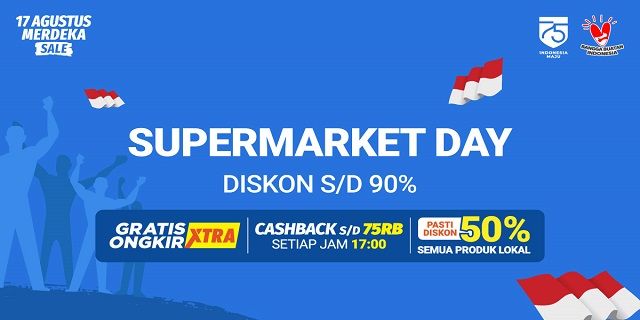 17 AGUSTUS
MERDEKA
SALE
75
INDONESIA
MAJU
BANGGA BUATAN
INDONESIA
SUPERMARKET DAY
DISKON S/D 90%
GRATIS
ONGKIR XTRA
CASHBACK S/D 75RB
SETIAP JAM 17:00
PASTI
DISKON 50%
SEMUA PRODUK LOKAL